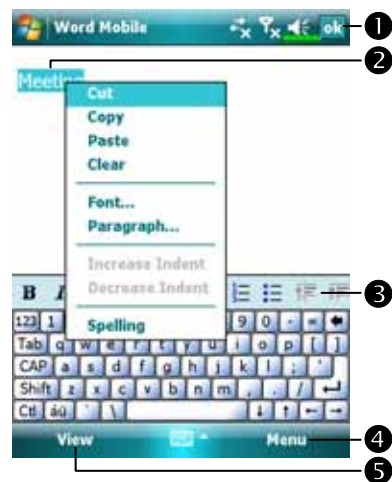 Word Mobile ok 1
Meeting 2
Cut
Copy
Paste
Clear
Font...
Paragraph...
Increase Indent
Decrease Indent
Spelling
B I 3
123 1 9 0 - = 
Tab q w e r t y u i o p [ ]
CAP a s d f g h j k l ; '
Shift z x c v b n m , . /
Ctl áü ` \
View Menu 4
5